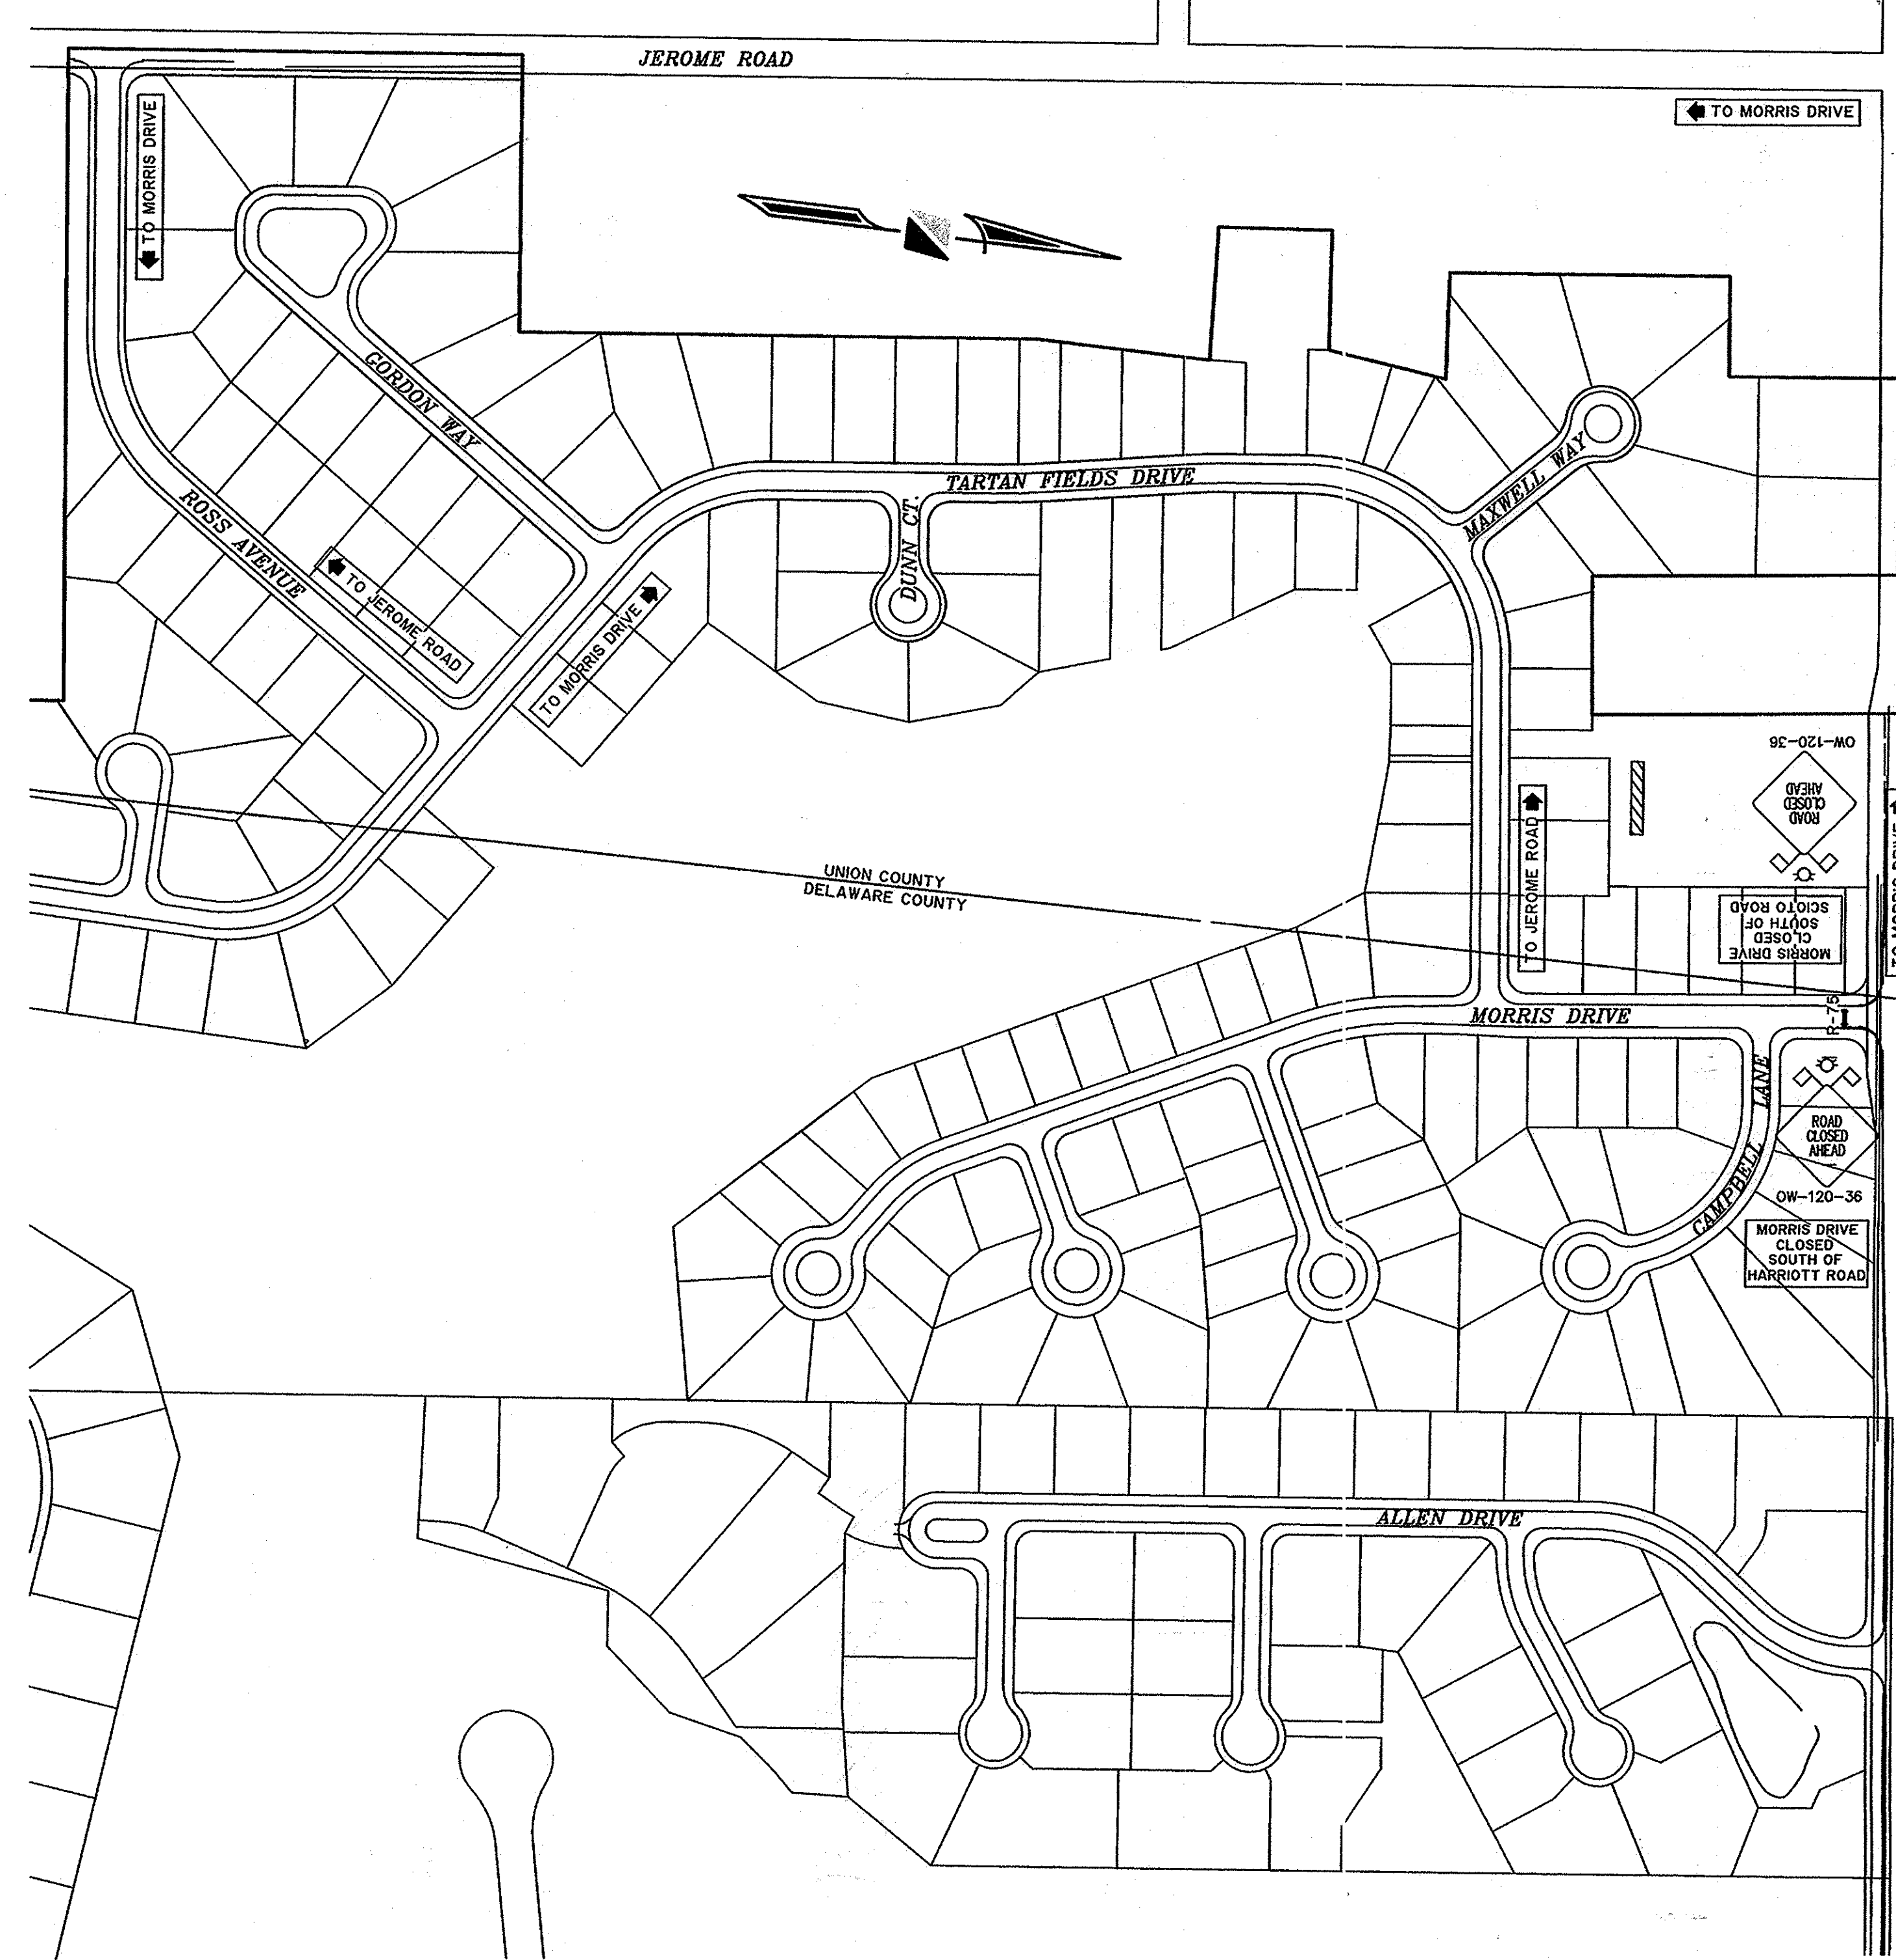 JEROME ROAD
TO MORRIS DRIVE
TO MORRIS DRIVE
GORDON WAY
TARTAN FIELDS DRIVE
MAXWELL WAY
DUNN CT.
ROSS AVENUE
TO JEROME ROAD
TO MORRIS DRIVE
OW-120-36
ROAD
CLOSED
AHEAD
TO JEROME ROAD
TO MORRIS DRIVE
UNION COUNTY
DELAWARE COUNTY
MORRIS DRIVE
CLOSED
SOUTH OF
SCIOTO ROAD
MORRIS DRIVE
R-75
CAMPBELL LANE
ROAD
CLOSED
AHEAD
OW-120-36
MORRIS DRIVE
CLOSED
SOUTH OF
HARRIOTT ROAD
ALLEN DRIVE